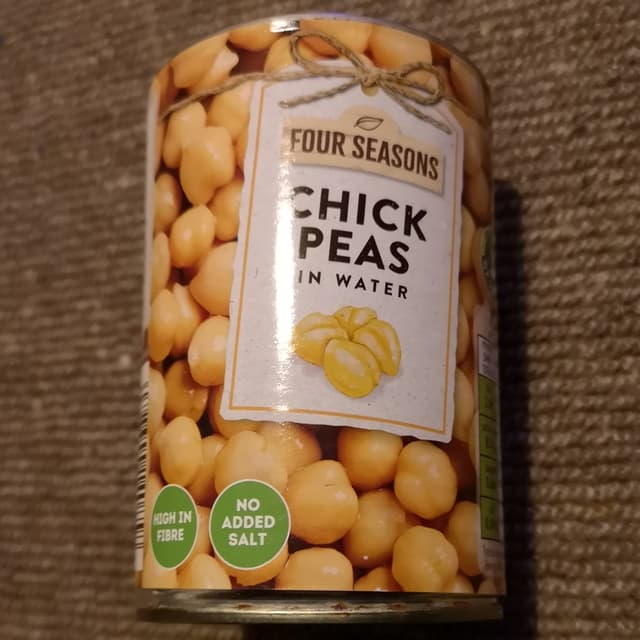 FOUR SEASONS
CHICK
PEAS
IN WATER
HIGH IN
FIBRE
NO
ADDED
SALT